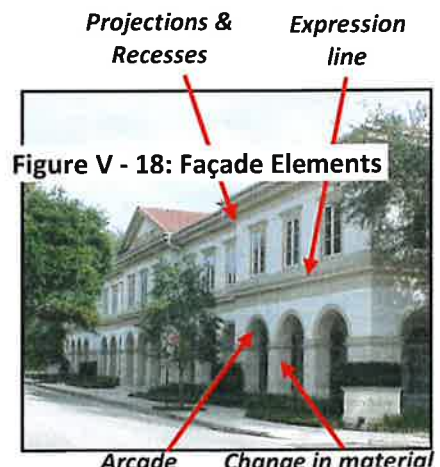 Projections &
Recesses
Expression
line
Figure V - 18: Façade Elements
Arcade
Change in material